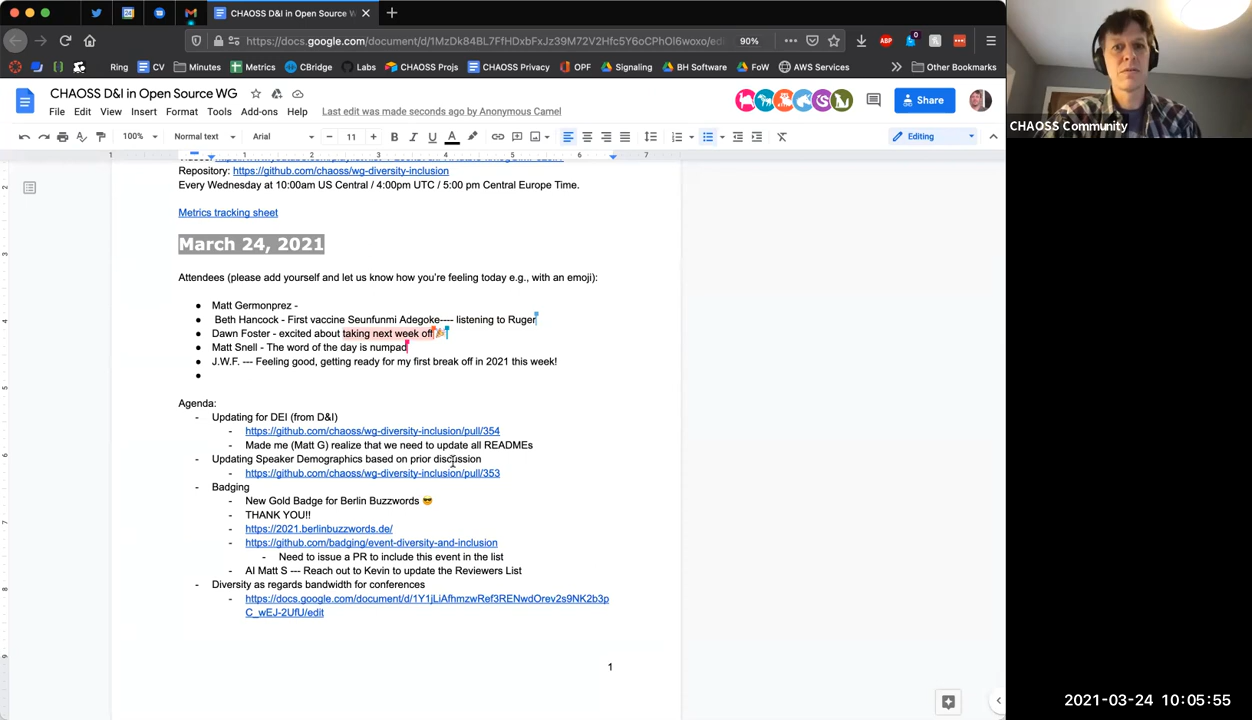 CHAOSS D&I in Open Source W
https://docs.google.com/document/d/1MzDk84BL7FfHDxbFxJz39M72V2Hfc5Y6oCPhOl6woxo/edi
90%
Ring CV Minutes Metrics CBridge Labs CHAOSS Projs CHAOSS Privacy OPF Signaling BH Software FoW AWS Services Other Bookmarks
CHAOSS D&I in Open Source WG
File Edit View Insert Format Tools Add-ons Help Last edit was made seconds ago by Anonymous Camel
Share
100% Normal text Arial 11 Editing
Repository: https://github.com/chaoss/wg-diversity-inclusion
Every Wednesday at 10:00am US Central / 4:00pm UTC / 5:00 pm Central Europe Time.
Metrics tracking sheet
March 24, 2021
Attendees (please add yourself and let us know how you're feeling today e.g., with an emoji):
● Matt Germonprez -
● Beth Hancock - First vaccine Seunfunmi Adegoke---- listening to Ruger
● Dawn Foster - excited about taking next week off🎉
● Matt Snell - The word of the day is numpad
● J.W.F. --- Feeling good, getting ready for my first break off in 2021 this week!
●
Agenda:
- Updating for DEI (from D&I)
- https://github.com/chaoss/wg-diversity-inclusion/pull/354
- Made me (Matt G) realize that we need to update all READMEs
- Updating Speaker Demographics based on prior discussion
- https://github.com/chaoss/wg-diversity-inclusion/pull/353
- Badging
- New Gold Badge for Berlin Buzzwords 😎
- THANK YOU!!
- https://2021.berlinbuzzwords.de/
- https://github.com/badging/event-diversity-and-inclusion
- Need to issue a PR to include this event in the list
- AI Matt S --- Reach out to Kevin to update the Reviewers List
- Diversity as regards bandwidth for conferences
- https://docs.google.com/document/d/1Y1jLiAfhmzwRef3RENwdOrev2s9NK2b3p
C_wEJ-2UfU/edit
1
CHAOSS Community
2021-03-24 10:05:55